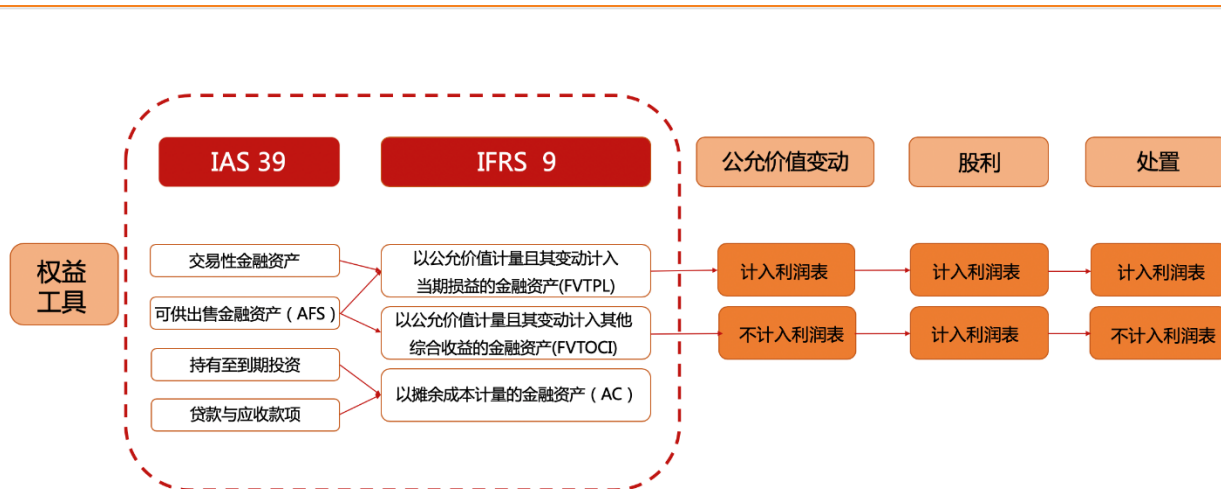 IAS 39
IFRS 9
公允价值变动
股利
处置
权益
工具
交易性金融资产
可供出售金融资产（AFS）
持有至到期投资
贷款与应收款项
以公允价值计量且其变动计入
当期损益的金融资产(FVTPL)
以公允价值计量且其变动计入其他
综合收益的金融资产(FVTOCI)
以摊余成本计量的金融资产（AC）
计入利润表
计入利润表
计入利润表
不计入利润表
计入利润表
不计入利润表